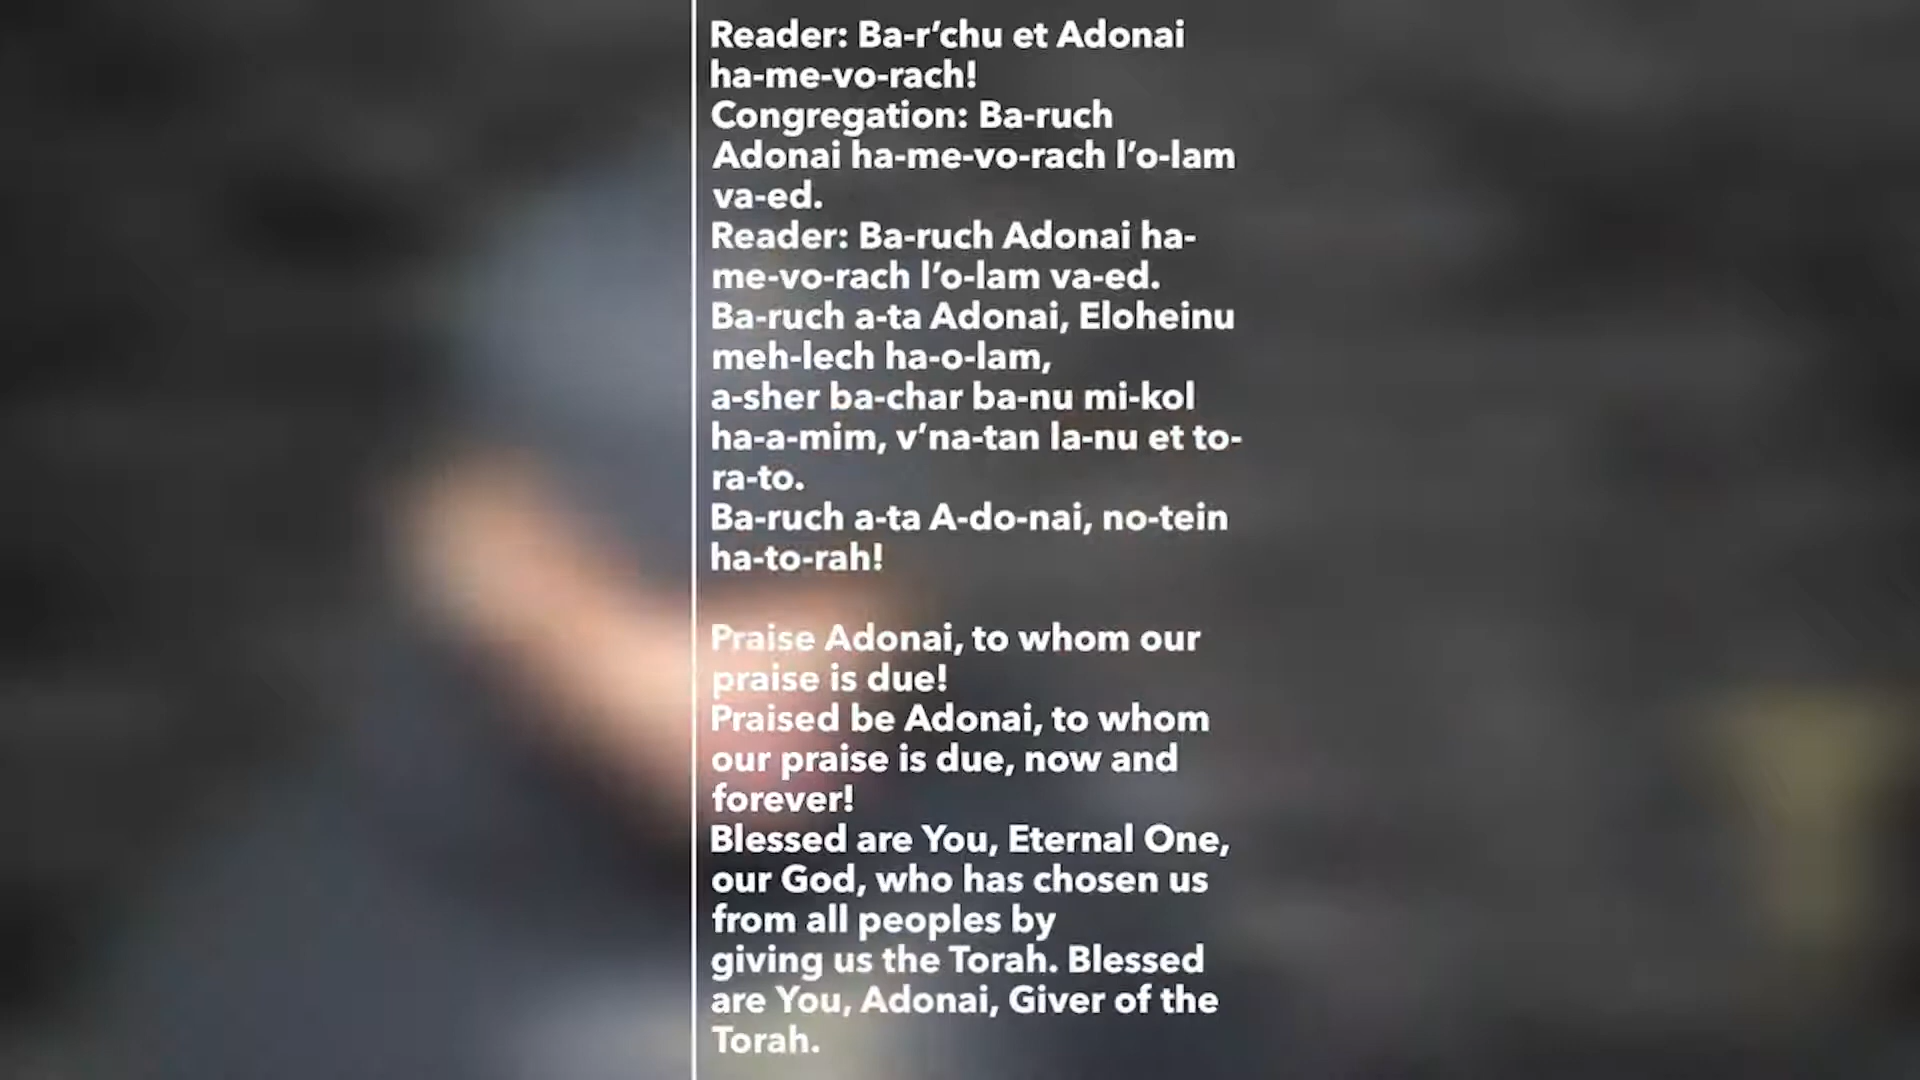 Reader: Ba-r’chu et Adonai
ha-me-vo-rach!
Congregation: Ba-ruch
Adonai ha-me-vo-rach l’o-lam
va-ed.
Reader: Ba-ruch Adonai ha-
me-vo-rach l’o-lam va-ed.
Ba-ruch a-ta Adonai, Eloheinu
meh-lech ha-o-lam,
a-sher ba-char ba-nu mi-kol
ha-a-mim, v’na-tan la-nu et to-
ra-to.
Ba-ruch a-ta A-do-nai, no-tein
ha-to-rah!
Praise Adonai, to whom our
praise is due!
Praised be Adonai, to whom
our praise is due, now and
forever!
Blessed are You, Eternal One,
our God, who has chosen us
from all peoples by
giving us the Torah. Blessed
are You, Adonai, Giver of the
Torah.